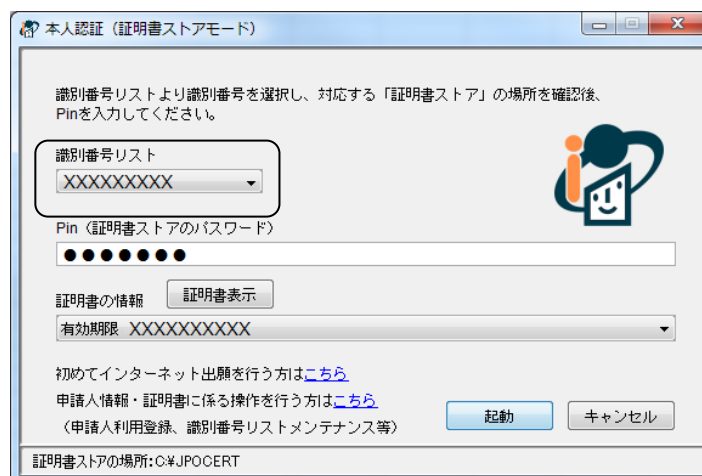 本人認証（証明書ストアモード）
識別番号リストより識別番号を選択し、対応する「証明書ストア」の場所を確認後、
Pinを入力してください。
識別番号リスト
XXXXXXXXX
Pin（証明書ストアのパスワード）
●●●●●●●
証明書の情報 証明書表示
有効期限 XXXXXXXXXX
初めてインターネット出願を行う方はこちら
申請人情報・証明書に係る操作を行う方はこちら
（申請人利用登録、識別番号リストメンテナンス等）
起動 キャンセル
証明書ストアの場所:C:¥JPOCERT